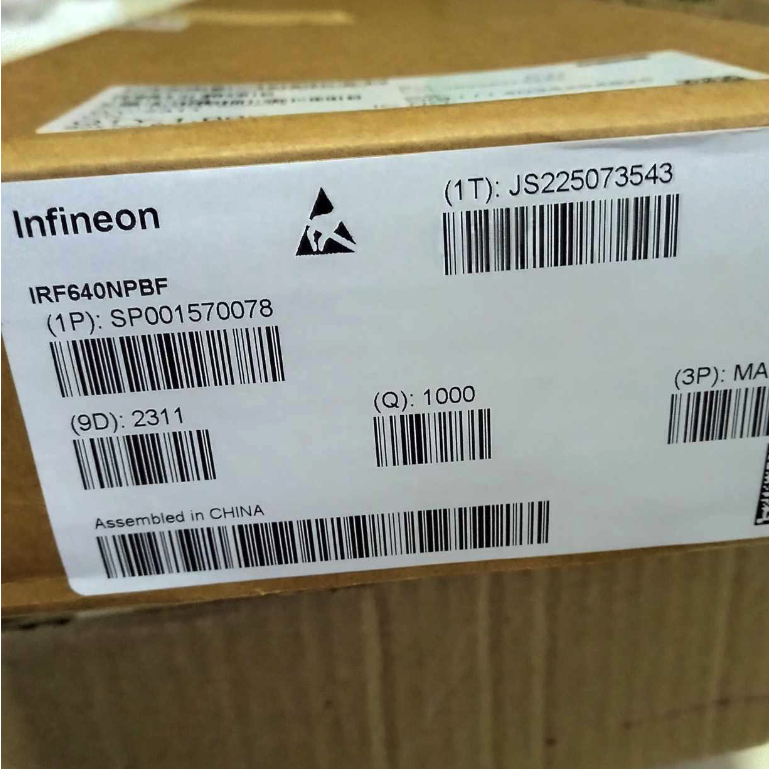 Infineon
(1T): JS225073543
IRF640NPBF
(1P): SP001570078
(9D): 2311
(Q): 1000
(3P): MA
Assembled in CHINA